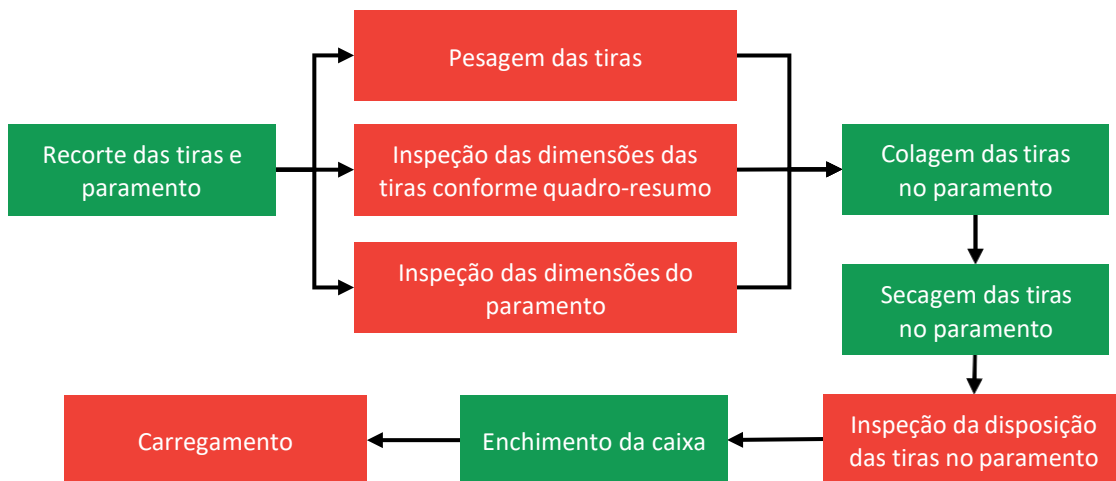 Recorte das tiras e
paramento
Pesagem das tiras
Inspeção das dimensões das
tiras conforme quadro-resumo
Inspeção das dimensões do
paramento
Colagem das tiras
no paramento
Secagem das tiras
no paramento
Inspeção da disposição
das tiras no paramento
Enchimento da caixa
Carregamento